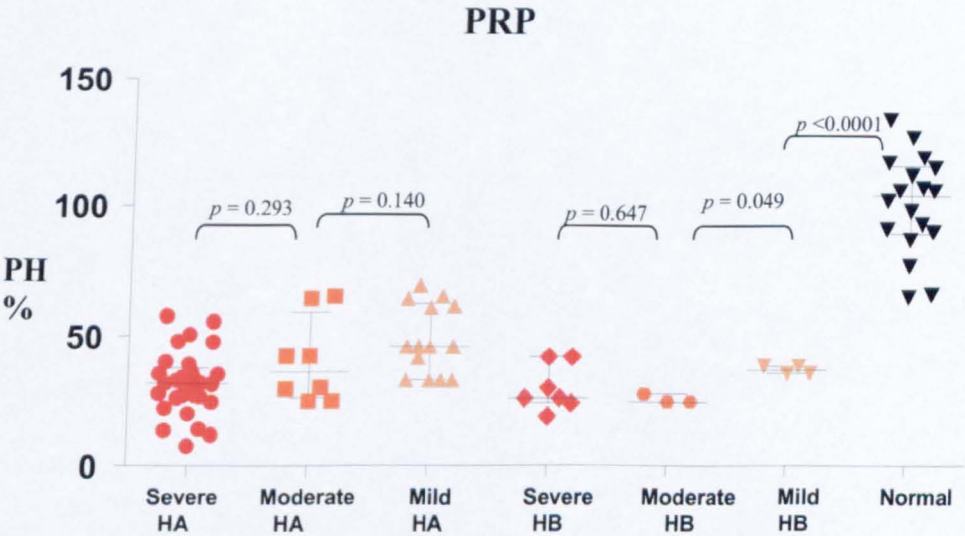 PRP
150
p <0.0001
100
p = 0.293
p = 0.140
p = 0.647
p = 0.049
PH
%
50
0
Severe
HA
Moderate
HA
Mild
HA
Severe
HB
Moderate
HB
Mild
HB
Normal